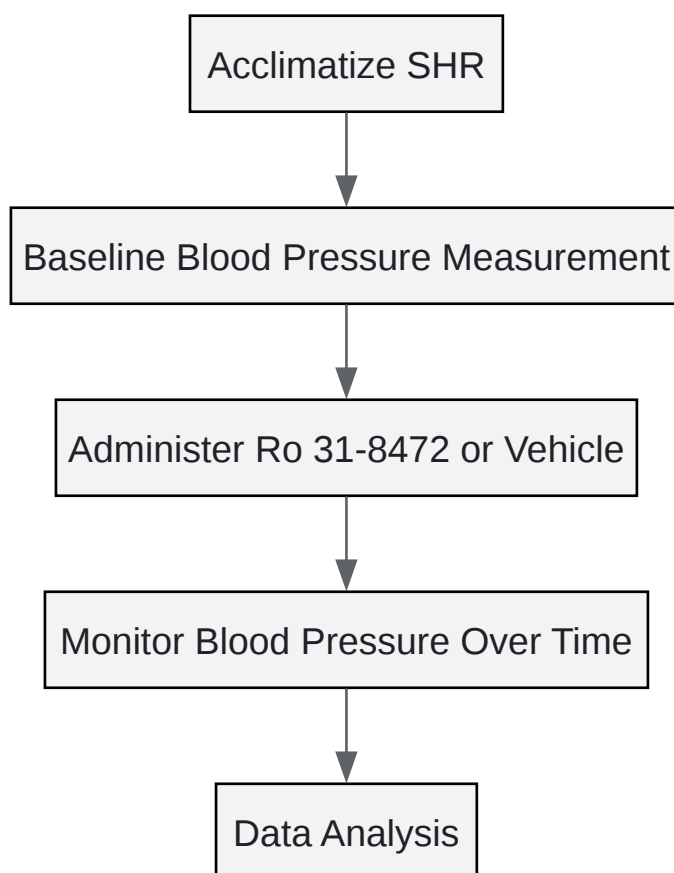 Acclimatize SHR
Baseline Blood Pressure Measurement
Administer Ro 31-8472 or Vehicle
Monitor Blood Pressure Over Time
Data Analysis